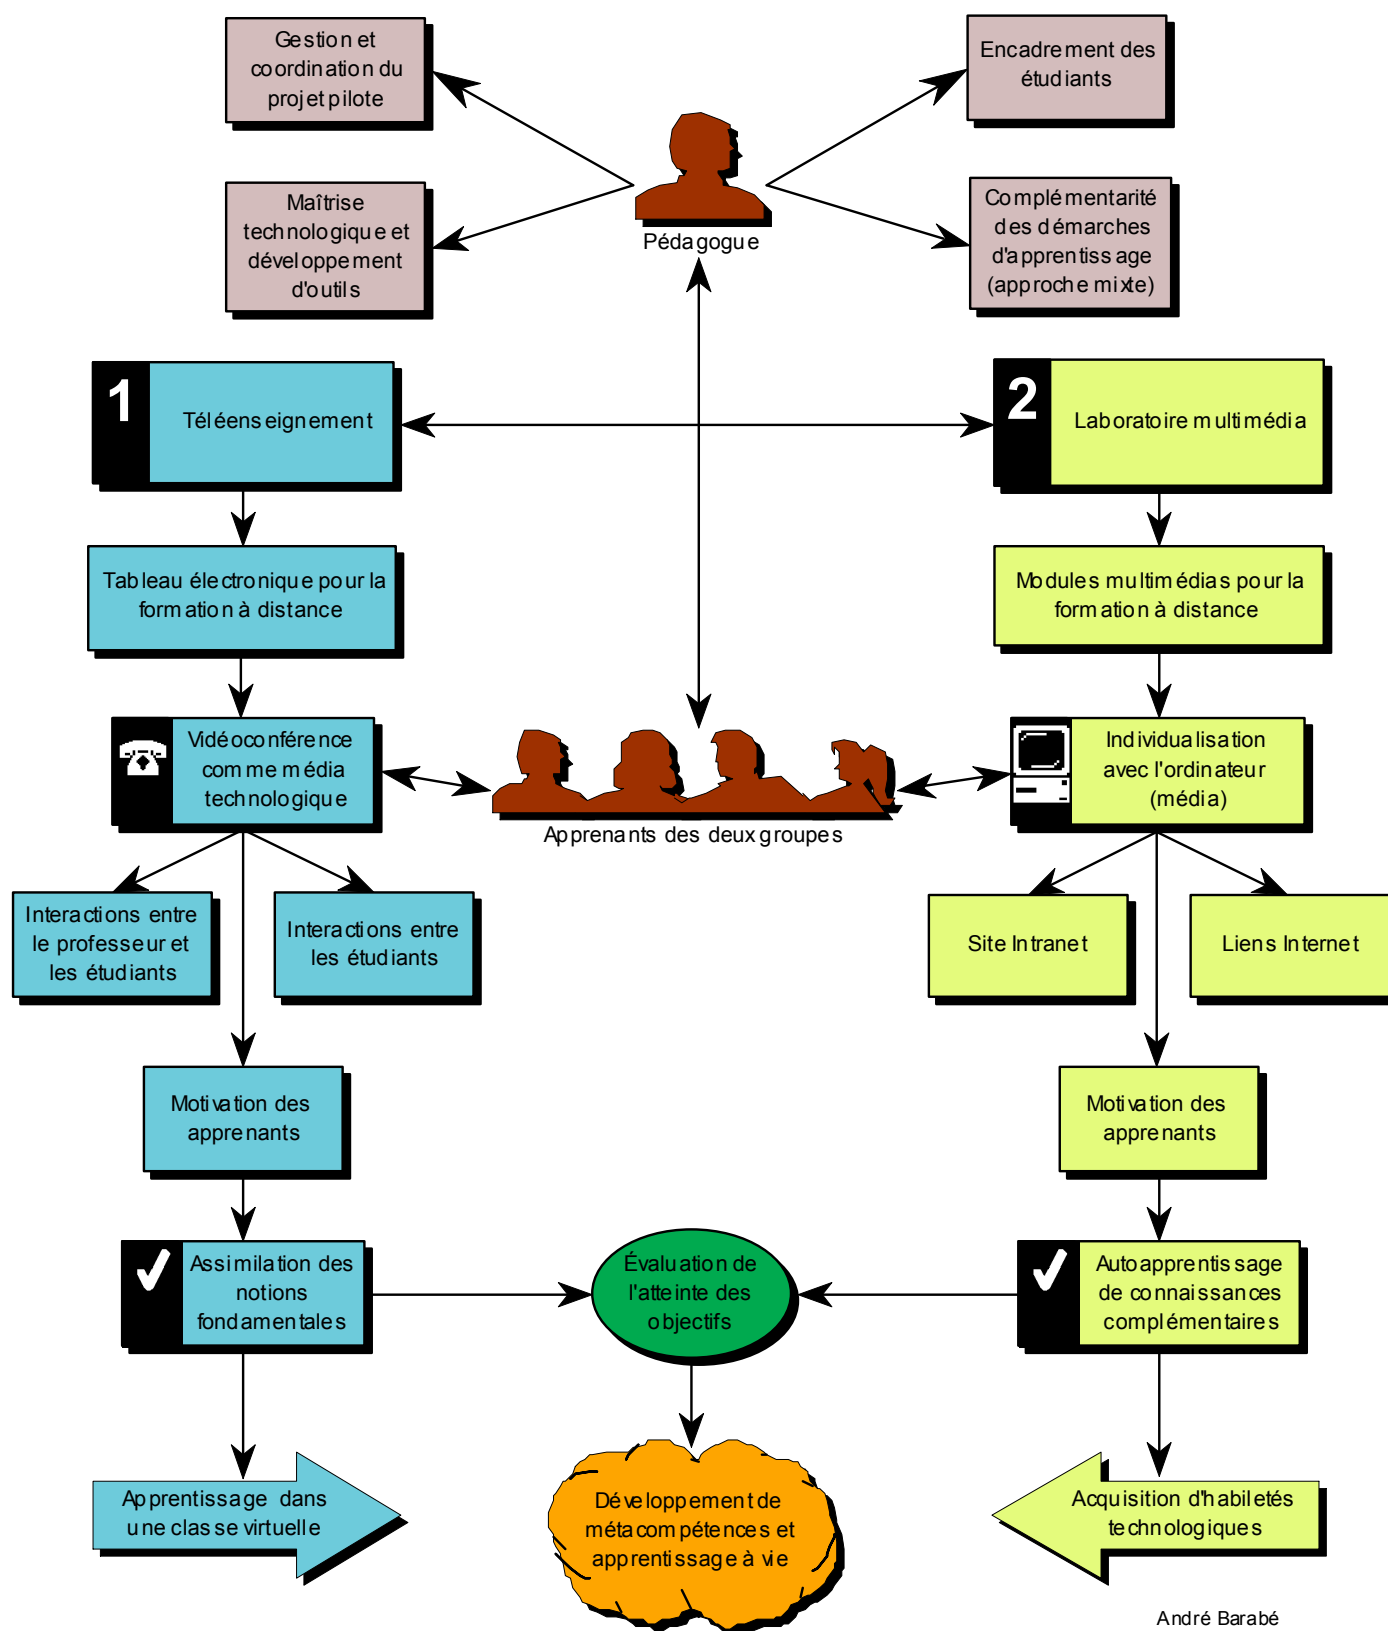 Gestion et
coordination du
projet pilote
Encadrement des
étudiants
Maîtrise
technologique et
développement
d'outils
Pédagogue
Complémentarité
des démarches
d'apprentissage
(approche mixte)
1
Téléenseignement
2
Laboratoire multimédia
Tableau électronique pour la
formation à distance
Modules multimédias pour la
formation à distance
Vidéoconférence
comme média
technologique
Apprenants des deux groupes
Individualisation
avec l'ordinateur
(média)
Interactions entre
le professeur et
les étudiants
Interactions entre
les étudiants
Site Intranet
Liens Internet
Motivation des
apprenants
Motivation des
apprenants
Assimilation des
notions
fondamentales
Évaluation de
l'atteinte des
objectifs
Autoapprentissage
de connaissances
complémentaires
Apprentissage dans
une classe virtuelle
Développement de
métacompétences et
apprentissage à vie
Acquisition d'habiletés
technologiques
André Barabé